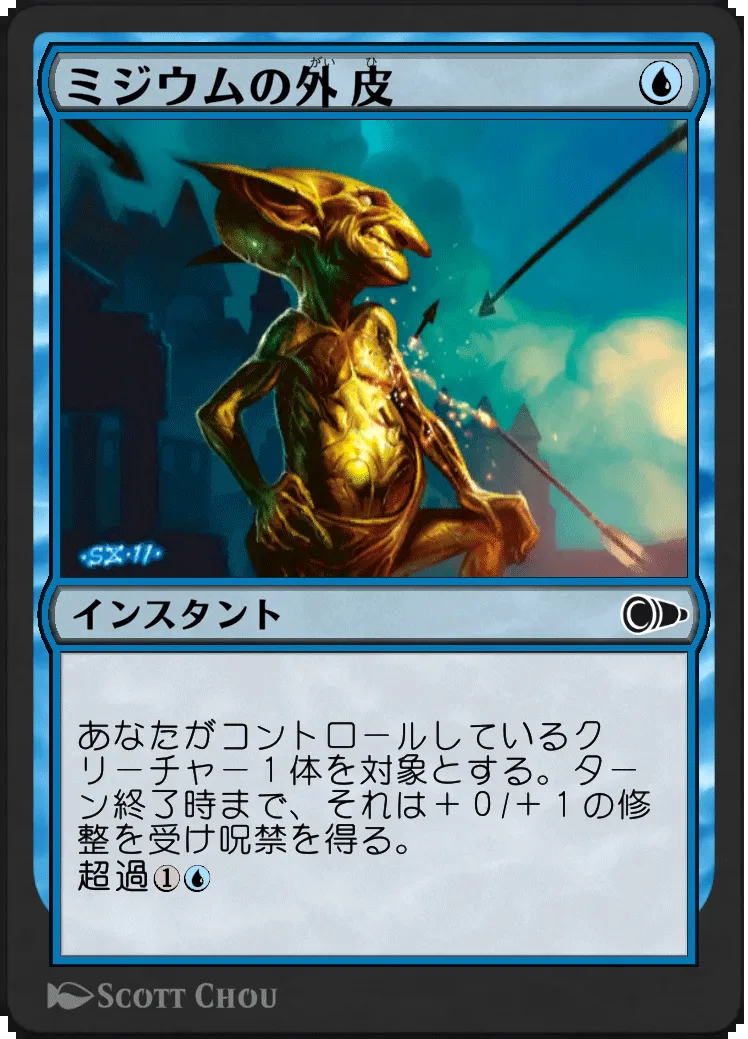 ミジウムの外皮
がいひ
·SX·11·
インスタント
あなたがコントロールしているク
リーチャー1体を対象とする。ター
ン終了時まで、それは+0/+1の修
整を受け呪禁を得る。
超過1
SCOTT CHOU